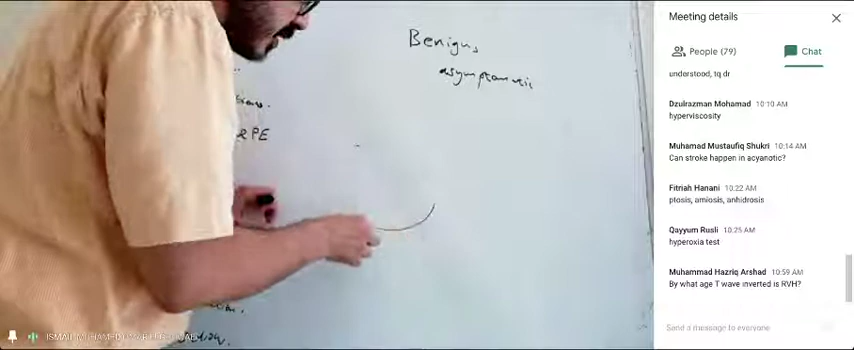 Benign,
asymptomatic
RPE
Meeting details
People (79)
Chat
understood, tq dr
Dzulrazman Mohamad 10:10 AM
hyperviscosity
Muhamad Mustaufiq Shukri 10:14 AM
Can stroke happen in acyanotic?
Fitriah Hanani 10:22 AM
ptosis, amiosis, anhidrosis
Qayyum Rusli 10:25 AM
hyperoxia test
Muhammad Hazriq Arshad 10:59 AM
By what age T wave inverted is RVH?
Send a message to everyone